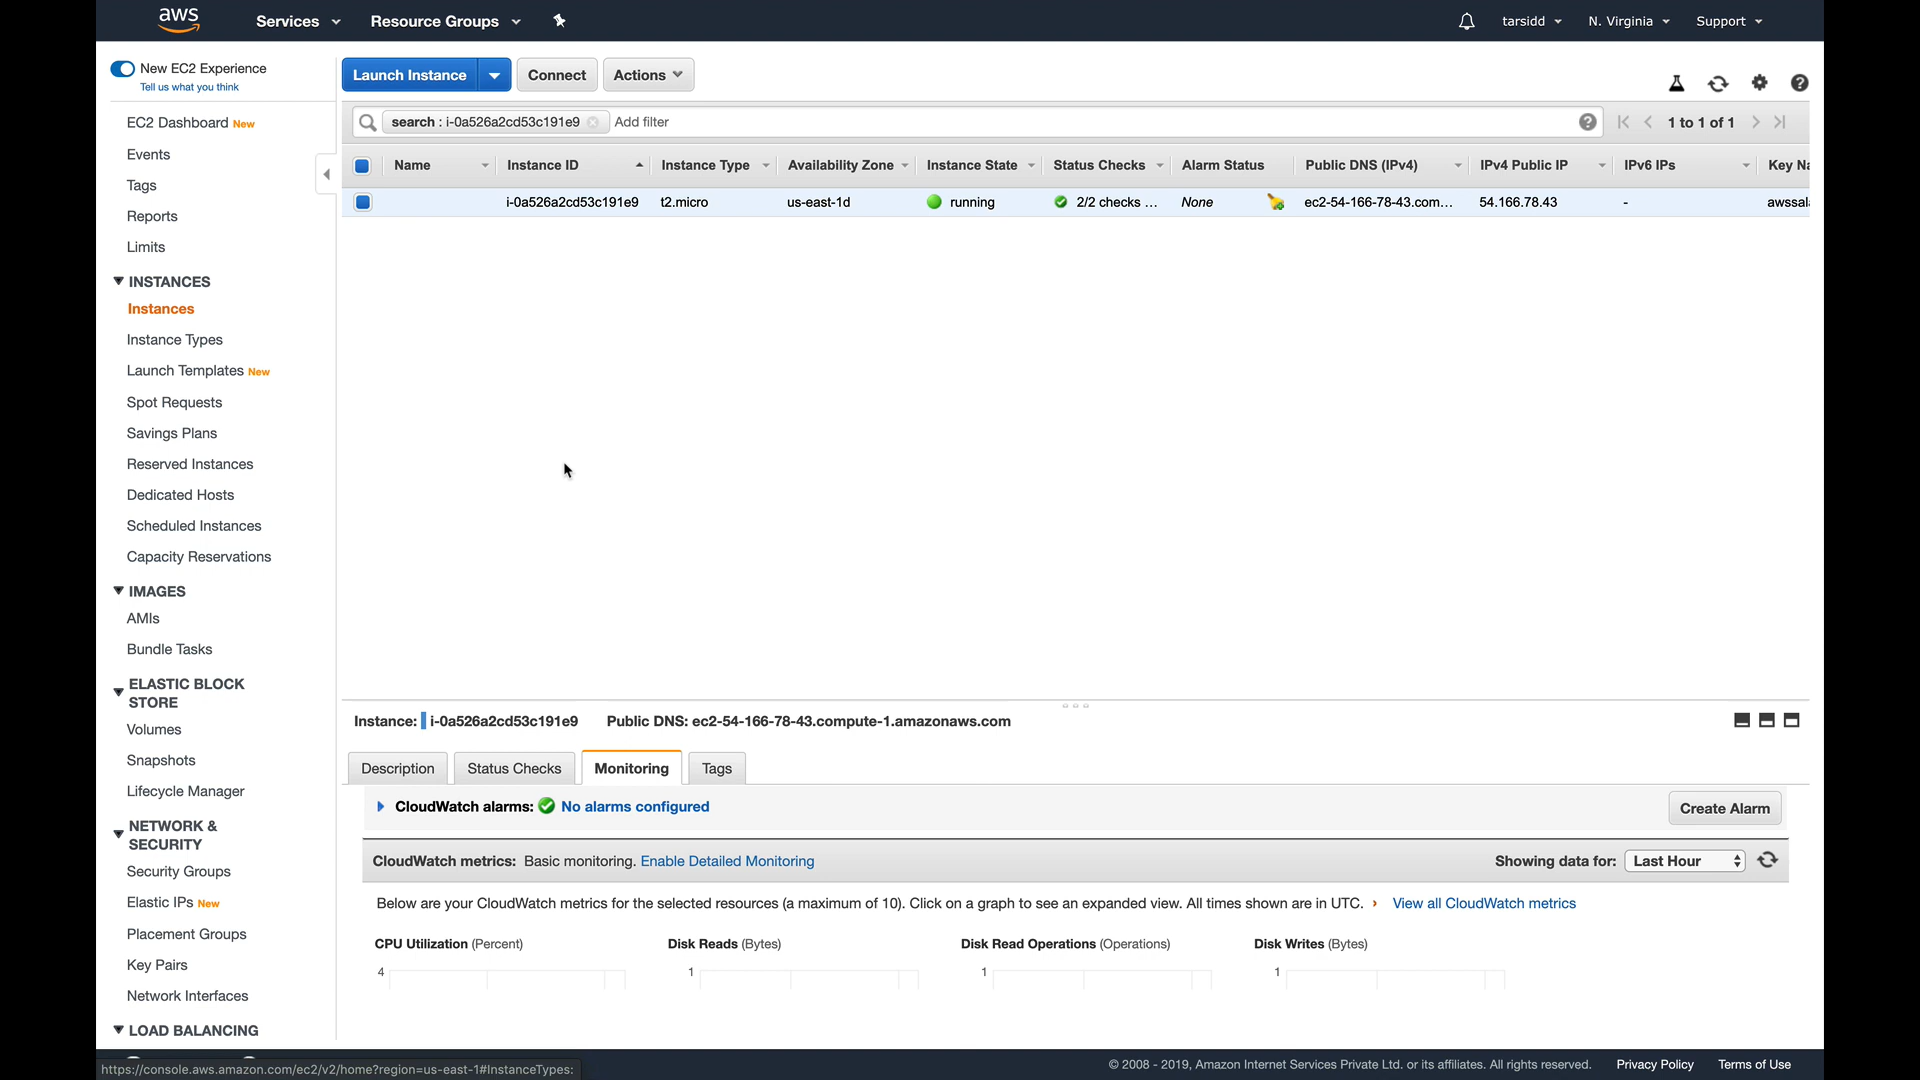 aws Services Resource Groups tarsidd N. Virginia Support
New EC2 Experience
Tell us what you think
EC2 Dashboard New
Events
Tags
Reports
Limits
INSTANCES
Instances
Instance Types
Launch Templates New
Spot Requests
Savings Plans
Reserved Instances
Dedicated Hosts
Scheduled Instances
Capacity Reservations
IMAGES
AMIs
Bundle Tasks
ELASTIC BLOCK
STORE
Volumes
Snapshots
Lifecycle Manager
NETWORK &
SECURITY
Security Groups
Elastic IPs New
Placement Groups
Key Pairs
Network Interfaces
LOAD BALANCING
Launch Instance Connect Actions
search : i-0a526a2cd53c191e9 Add filter 1 to 1 of 1
Name Instance ID Instance Type Availability Zone Instance State Status Checks Alarm Status Public DNS (IPv4) IPv4 Public IP IPv6 IPs Key Na
i-0a526a2cd53c191e9 t2.micro us-east-1d running 2/2 checks ... None ec2-54-166-78-43.com... 54.166.78.43 - awssal
Instance: i-0a526a2cd53c191e9 Public DNS: ec2-54-166-78-43.compute-1.amazonaws.com
Description Status Checks Monitoring Tags
CloudWatch alarms: No alarms configured Create Alarm
CloudWatch metrics: Basic monitoring. Enable Detailed Monitoring Showing data for: Last Hour
Below are your CloudWatch metrics for the selected resources (a maximum of 10). Click on a graph to see an expanded view. All times shown are in UTC. › View all CloudWatch metrics
CPU Utilization (Percent) Disk Reads (Bytes) Disk Read Operations (Operations) Disk Writes (Bytes)
4 1 1 1
https://console.aws.amazon.com/ec2/v2/home?region=us-east-1#InstanceTypes:
© 2008 - 2019, Amazon Internet Services Private Ltd. or its affiliates. All rights reserved. Privacy Policy Terms of Use